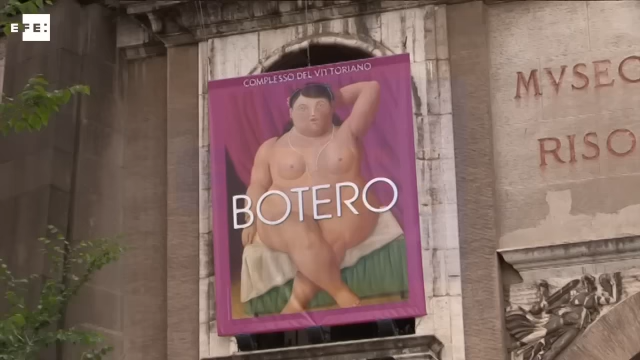 EFE:
COMPLESSO DEL VITTORIANO
BOTERO
MVSEO
RISO